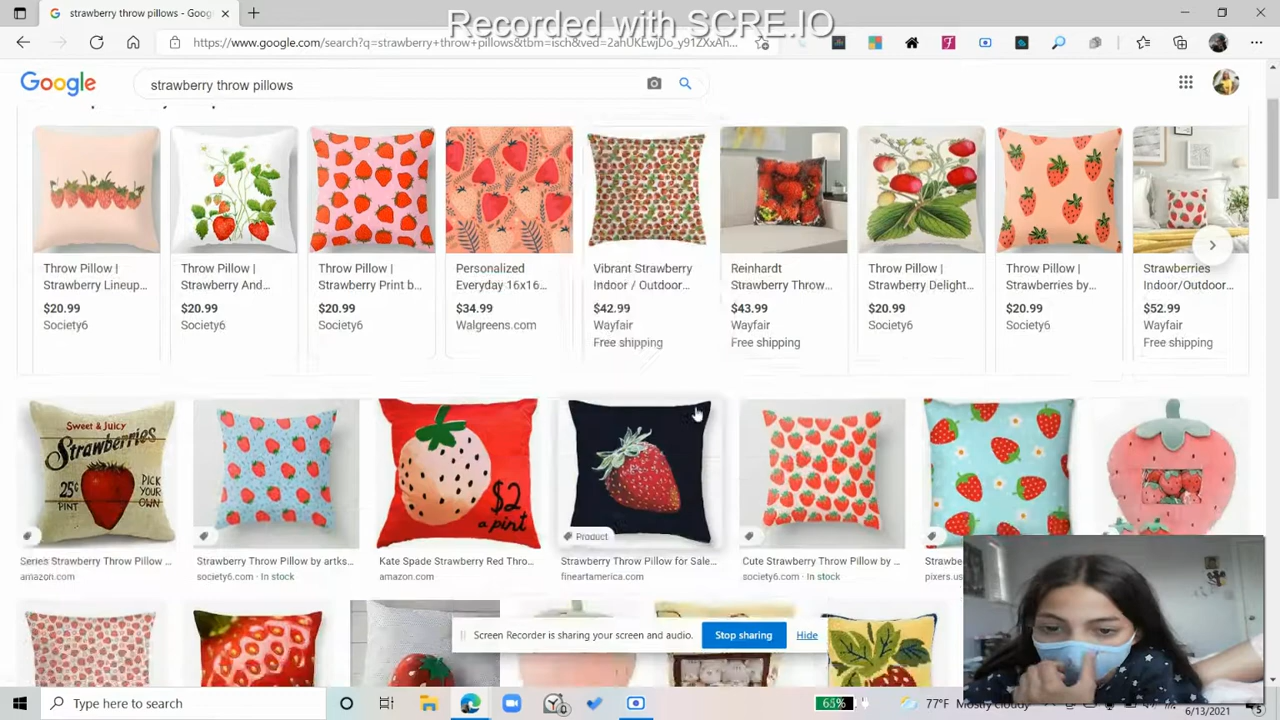 Recorded with SCRE.IO
strawberry throw pillows - Goog
https://www.google.com/search?q=strawberry+throw+pillows&tbm=isch&ved=2ahUKEwjDo_y91ZXxAh...
Google
strawberry throw pillows
Throw Pillow |
Strawberry Lineup...
$20.99
Society6
Throw Pillow |
Strawberry And...
$20.99
Society6
Throw Pillow |
Strawberry Print b...
$20.99
Society6
Personalized
Everyday 16x16...
$34.99
Walgreens.com
Vibrant Strawberry
Indoor / Outdoor...
$42.99
Wayfair
Free shipping
Reinhardt
Strawberry Throw...
$43.99
Wayfair
Free shipping
Throw Pillow |
Strawberry Delight...
$20.99
Society6
Throw Pillow |
Strawberries by...
$20.99
Society6
Strawberries
Indoor/Outdoor...
$52.99
Wayfair
Free shipping
Sweet & Juicy
Strawberries
25¢
PINT
PICK
YOUR
OWN
$2
a pint
Product
Series Strawberry Throw Pillow ...
amazon.com
Strawberry Throw Pillow by artks...
society6.com · In stock
Kate Spade Strawberry Red Thro...
amazon.com
Strawberry Throw Pillow for Sale...
fineartamerica.com
Cute Strawberry Throw Pillow by ...
society6.com · In stock
Strawbe
pixers.us
Screen Recorder is sharing your screen and audio.
Stop sharing
Hide
Type here to search
65%
77°F Mostly cloudy
6/13/2021
5